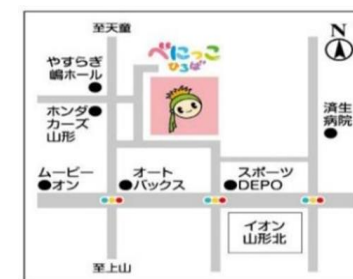 至天童
N
べにっこ
ひろば
やすらぎ
嶋ホール
ホンダ
カーズ
山形
済生
病院
ムービー
オン
オート
バックス
スポーツ
DEPO
イオン
山形北
至上山